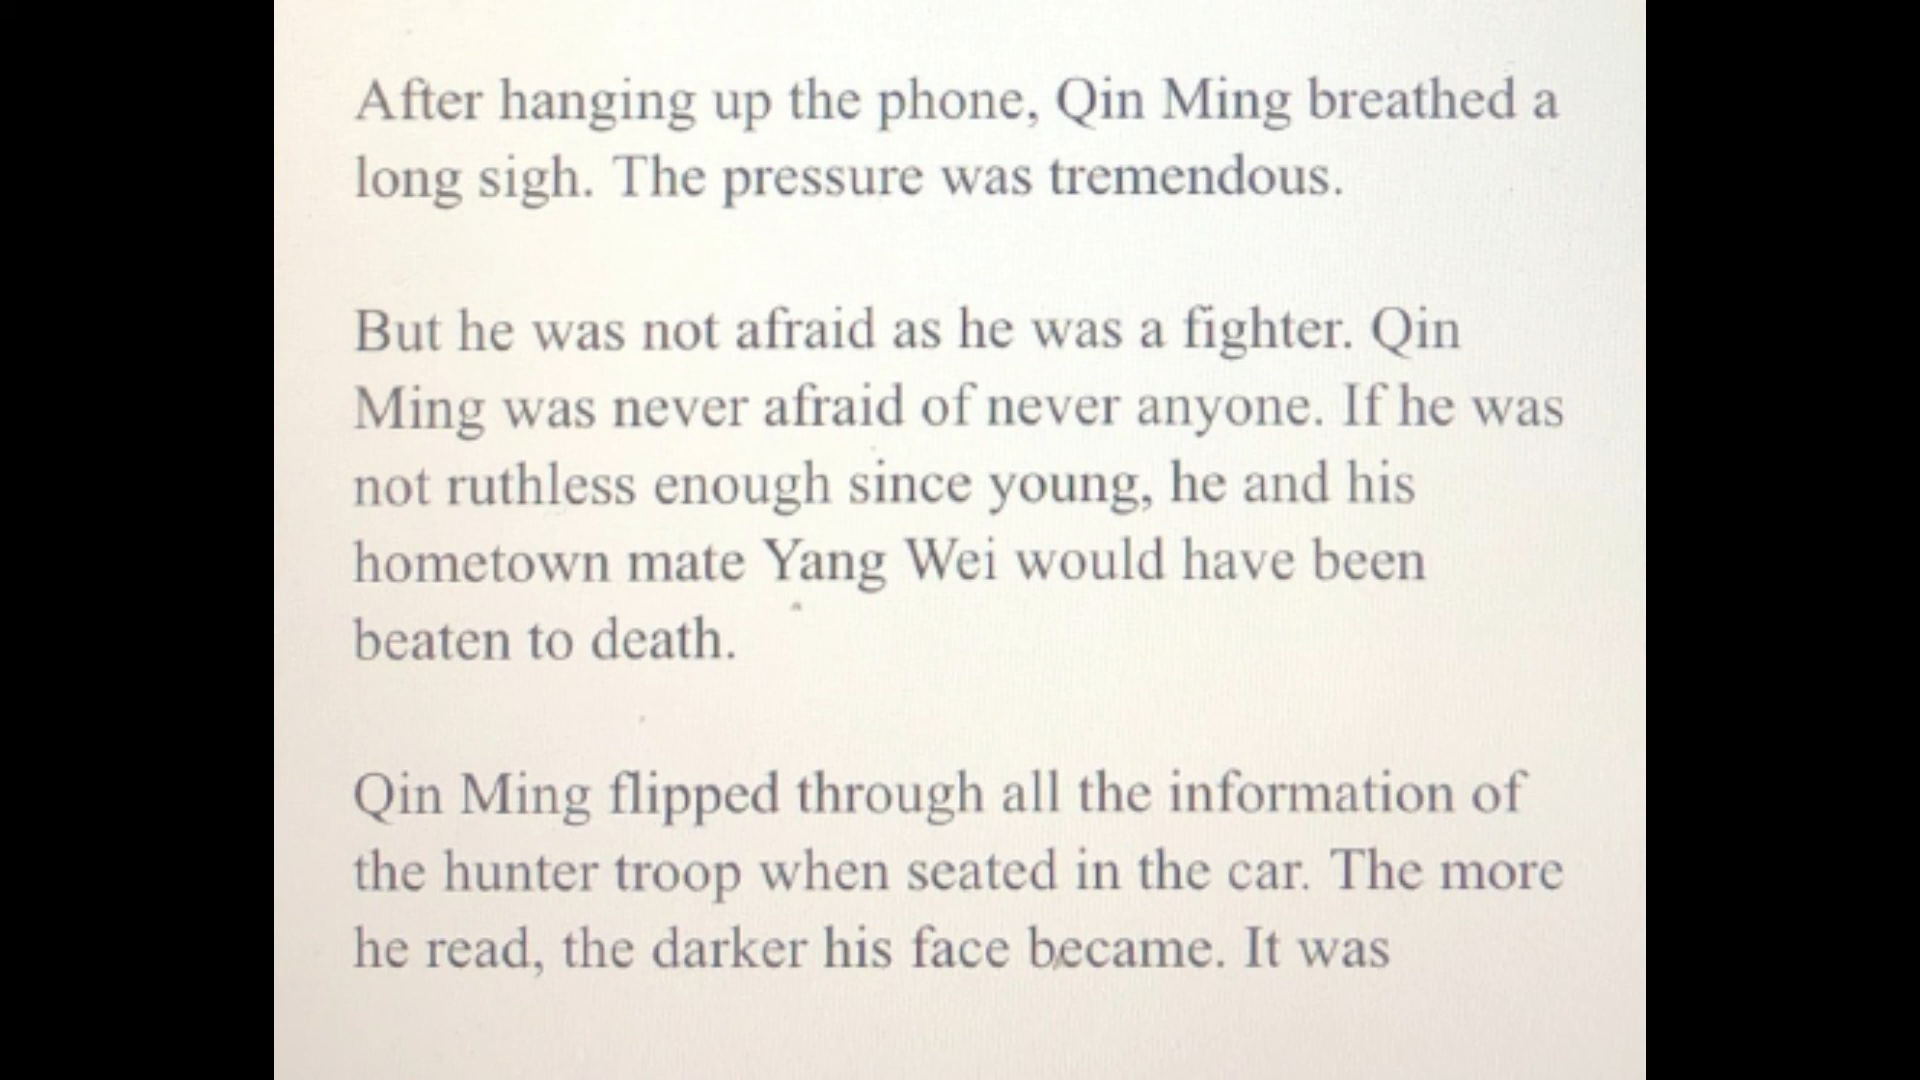 After hanging up the phone, Qin Ming breathed a
long sigh. The pressure was tremendous.
But he was not afraid as he was a fighter. Qin
Ming was never afraid of never anyone. If he was
not ruthless enough since young, he and his
hometown mate Yang Wei would have been
beaten to death.
Qin Ming flipped through all the information of
the hunter troop when seated in the car. The more
he read, the darker his face became. It was